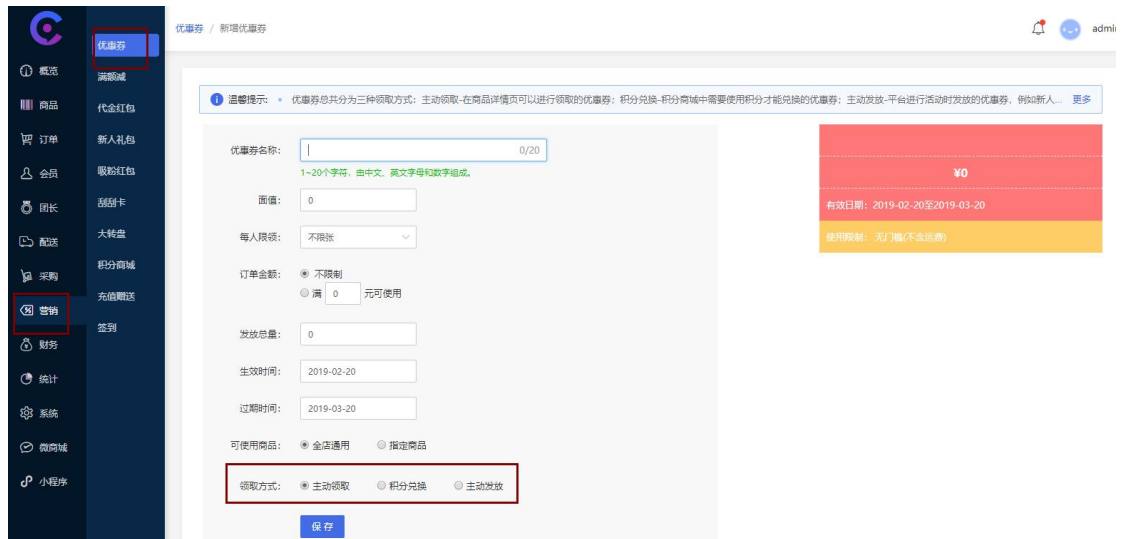 优惠券 / 新增优惠券
admi
概览
商品
订单
会员
团长
配送
采购
营销
财务
统计
系统
微商城
小程序
优惠券
满额减
代金红包
新人礼包
吸粉红包
刮刮卡
大转盘
积分商城
充值赠送
签到
温馨提示: 优惠券总共分为三种领取方式:主动领取-在商品详情页可以进行领取的优惠券;积分兑换-积分商城中需要使用积分才能兑换的优惠券;主动发放-平台进行活动时发放的优惠券,例如新人... 更多
优惠券名称: 0/20
1~20个字符,由中文、英文字母和数字组成。
面值: 0
每人限领: 不限张
订单金额: 不限制
满 0 元可使用
发放总量: 0
生效时间: 2019-02-20
过期时间: 2019-03-20
可使用商品: 全店通用 指定商品
领取方式: 主动领取 积分兑换 主动发放
保存
¥0
有效日期:2019-02-20至2019-03-20
使用限制: 无门槛(不含运费)